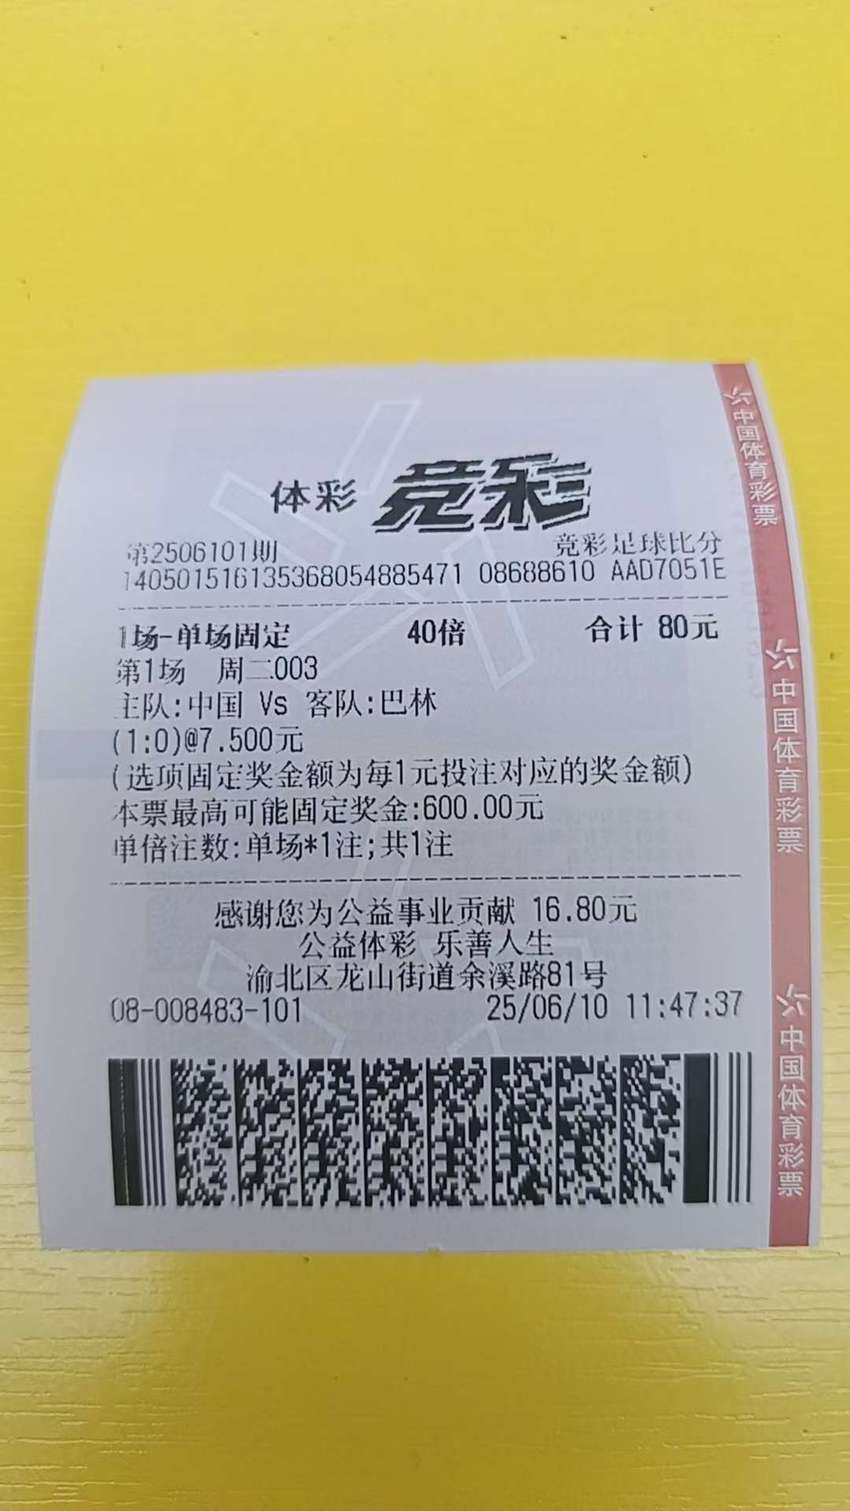 体彩 竞彩
第2506101期 竞彩足球比分
140501516135368054885471 08688610 AAD7051E
1场-单场固定 40倍 合计 80元
第1场 周二003
主队:中国 Vs 客队:巴林
(1:0)@7.500元
(选项固定奖金额为每1元投注对应的奖金额)
本票最高可能固定奖金:600.00元
单倍注数:单场*1注;共1注
感谢您为公益事业贡献 16.80元
公益体彩 乐善人生
渝北区龙山街道余溪路81号
08-008483-101 25/06/10 11:47:37
中国体育彩票
中国体育彩票
中国体育彩票